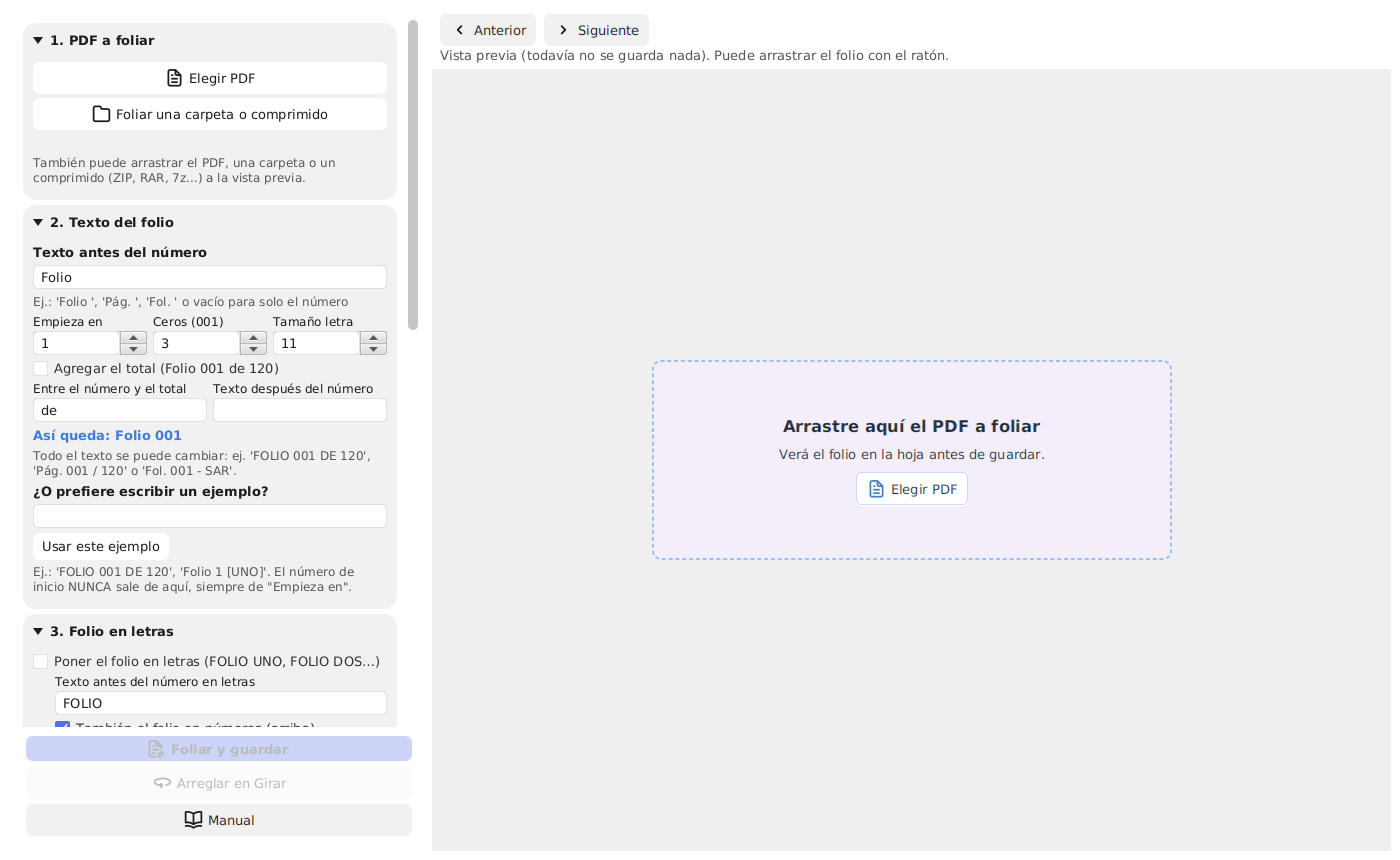 1. PDF a foliar
Elegir PDF
Foliar una carpeta o comprimido
También puede arrastrar el PDF, una carpeta o un
comprimido (ZIP, RAR, 7z...) a la vista previa.
2. Texto del folio
Texto antes del número
Folio
Ej.: 'Folio ', 'Pág. ', 'Fol. ' o vacío para solo el número
Empieza en Ceros (001) Tamaño letra
1 3 11
Agregar el total (Folio 001 de 120)
Entre el número y el total Texto después del número
de
Así queda: Folio 001
Todo el texto se puede cambiar: ej. 'FOLIO 001 DE 120',
'Pág. 001 / 120' o 'Fol. 001 - SAR'.
¿O prefiere escribir un ejemplo?
Usar este ejemplo
Ej.: 'FOLIO 001 DE 120', 'Folio 1 [UNO]'. El número de
inicio NUNCA sale de aquí, siempre de "Empieza en".
3. Folio en letras
Poner el folio en letras (FOLIO UNO, FOLIO DOS...)
Texto antes del número en letras
FOLIO
También el folio en números (arriba)
Foliar y guardar
Arreglar en Girar
Manual
Anterior Siguiente
Vista previa (todavía no se guarda nada). Puede arrastrar el folio con el ratón.
Arrastre aquí el PDF a foliar
Verá el folio en la hoja antes de guardar.
Elegir PDF